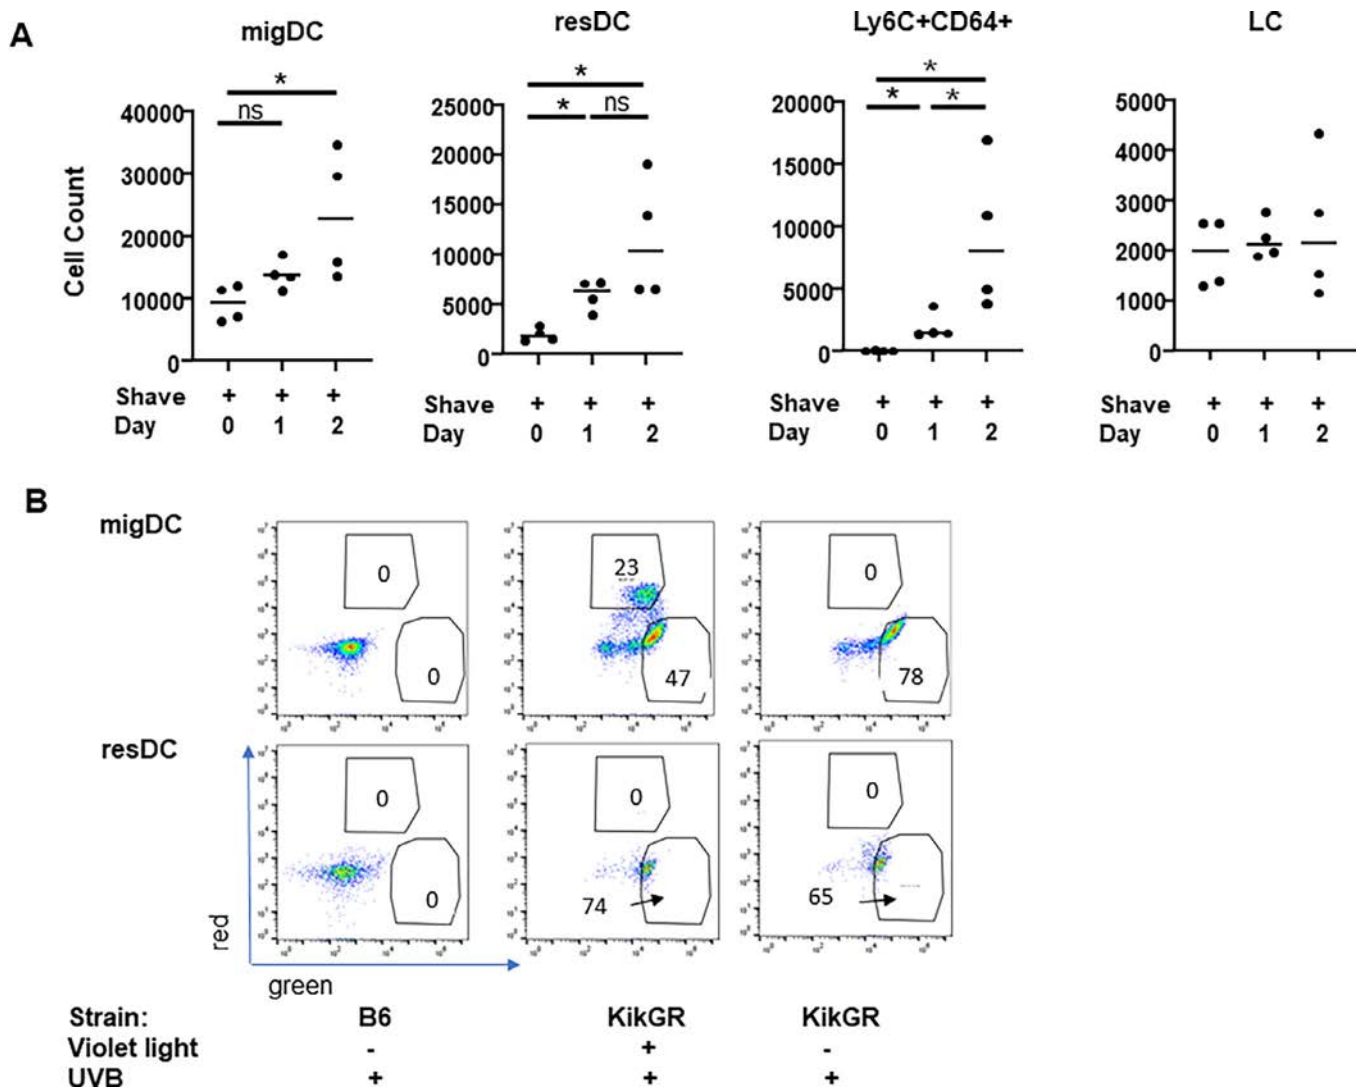 A
migDC
resDC
Ly6C+CD64+
LC
Cell Count
*
ns
40000
30000
20000
10000
0
Shave + + +
Day 0 1 2
*
* ns
25000
20000
15000
10000
5000
0
Shave + + +
Day 0 1 2
*
* *
20000
15000
10000
5000
0
Shave + + +
Day 0 1 2
5000
4000
3000
2000
1000
0
Shave + + +
Day 0 1 2
B
migDC
0
0
23
47
0
78
resDC
0
0
0
74
0
65
red
green
Strain: B6 KikGR KikGR
Violet light - + -
UVB + + +